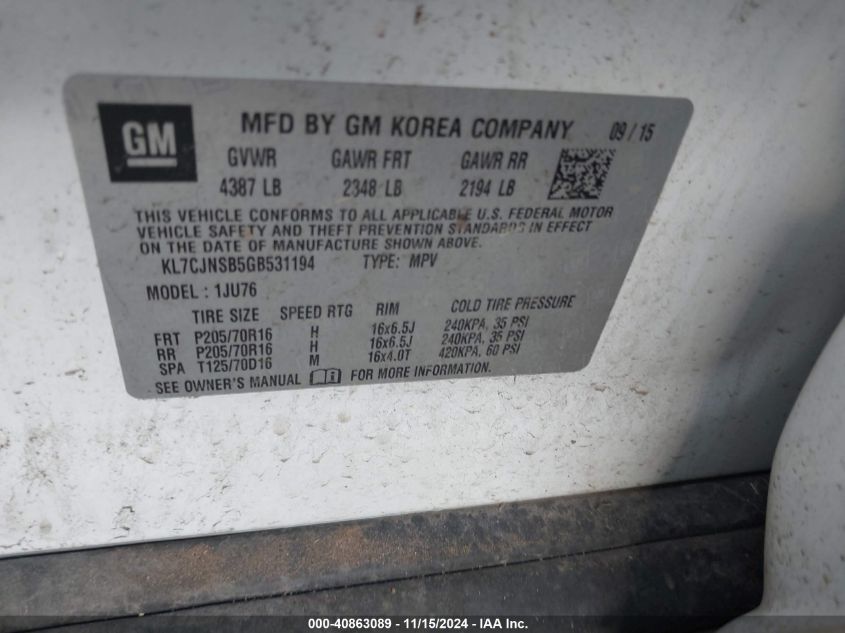 GM
MFD BY GM KOREA COMPANY 09/15
GVWR GAWR FRT GAWR RR
4387 LB 2348 LB 2194 LB
THIS VEHICLE CONFORMS TO ALL APPLICABLE U.S. FEDERAL MOTOR
VEHICLE SAFETY AND THEFT PREVENTION STANDARDS IN EFFECT
ON THE DATE OF MANUFACTURE SHOWN ABOVE.
KL7CJNSB5GB531194 TYPE: MPV
MODEL : 1JU76
TIRE SIZE SPEED RTG RIM COLD TIRE PRESSURE
FRT P205/70R16 H 16x6.5J 240KPA, 35 PSI
RR P205/70R16 H 16x6.5J 240KPA, 35 PSI
SPA T125/70D16 M 16x4.0T 420KPA, 60 PSI
SEE OWNER'S MANUAL FOR MORE INFORMATION.
000-40863089 - 11/15/2024 - IAA Inc.